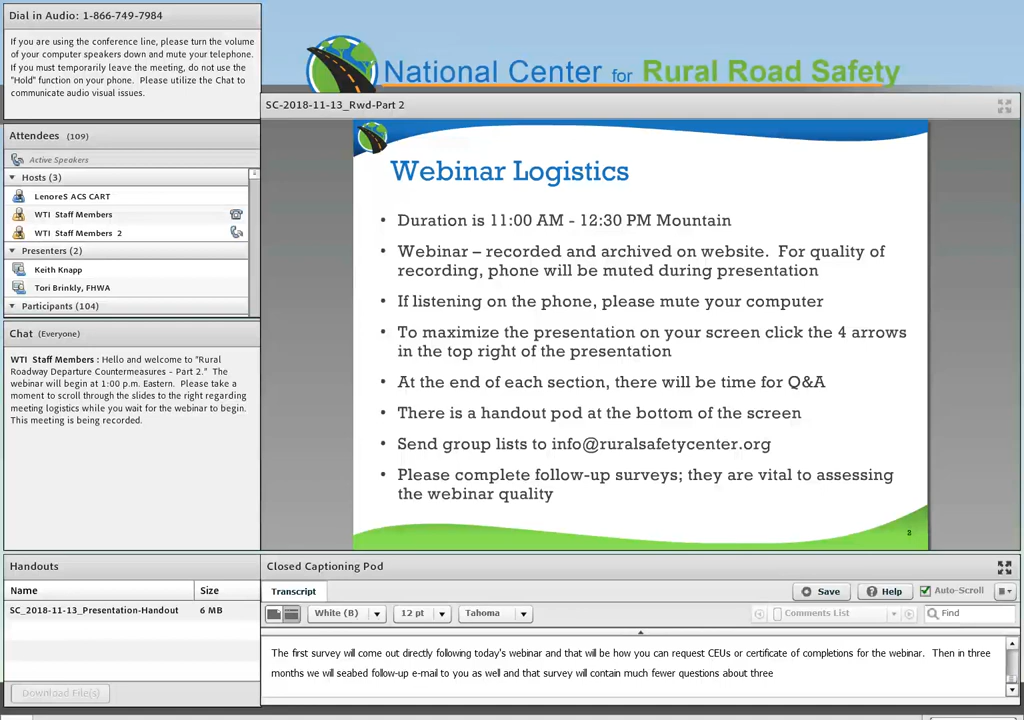 Dial in Audio: 1-866-749-7984
If you are using the conference line, please turn the volume
of your computer speakers down and mute your telephone.
If you must temporarily leave the meeting, do not use the
"Hold" function on your phone. Please utilize the Chat to
communicate audio visual issues.
National Center for Rural Road Safety
Attendees (109)
Active Speakers
Hosts (3)
LenoreS ACS CART
WTI Staff Members
WTI Staff Members 2
Presenters (2)
Keith Knapp
Tori Brinkly, FHWA
Participants (104)
Chat (Everyone)
WTI Staff Members : Hello and welcome to "Rural
Roadway Departure Countermeasures - Part 2." The
webinar will begin at 1:00 p.m. Eastern. Please take a
moment to scroll through the slides to the right regarding
meeting logistics while you wait for the webinar to begin.
This meeting is being recorded.
SC-2018-11-13_Rwd-Part 2
Webinar Logistics
• Duration is 11:00 AM - 12:30 PM Mountain
• Webinar – recorded and archived on website. For quality of
recording, phone will be muted during presentation
• If listening on the phone, please mute your computer
• To maximize the presentation on your screen click the 4 arrows
in the top right of the presentation
• At the end of each section, there will be time for Q&A
• There is a handout pod at the bottom of the screen
• Send group lists to info@ruralsafetycenter.org
• Please complete follow-up surveys; they are vital to assessing
the webinar quality
3
Handouts
Name Size
SC_2018-11-13_Presentation-Handout 6 MB
Download File(s)
Closed Captioning Pod
Transcript
Save
Help
Auto-Scroll
White (B)
12 pt
Tahoma
Comments List
Find
The first survey will come out directly following today's webinar and that will be how you can request CEUs or certificate of completions for the webinar. Then in three
months we will seabed follow-up e-mail to you as well and that survey will contain much fewer questions about three